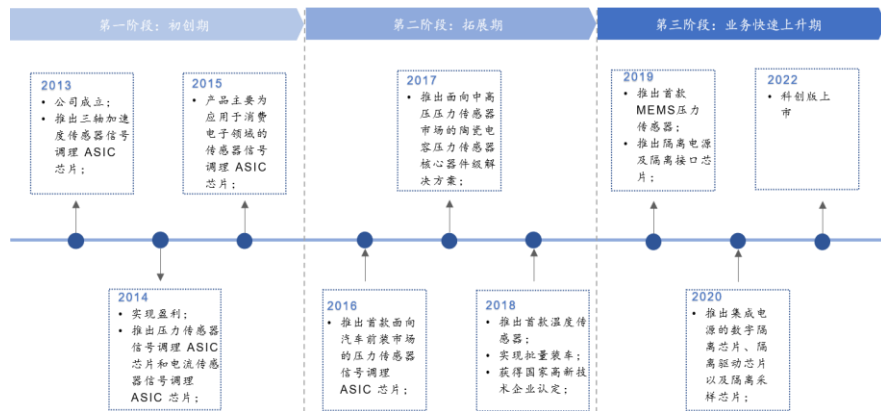 第一阶段：初创期
第二阶段：拓展期
第三阶段：业务快速上升期
2013
• 公司成立；
• 推出三轴加速
度传感器信号
调理 ASIC
芯片；
2015
• 产品主要为
应用于消费
电子领域的
传感器信号
调理 ASIC
芯片；
2017
• 推出面向中高
压压力传感器
市场的陶瓷电
容压力传感器
核心器件级解
决方案；
2019
• 推出首款
MEMS压力
传感器；
• 推出隔离电源
及隔离接口芯
片；
2022
• 科创版上
市
2014
• 实现盈利；
• 推出压力传感器
信号调理 ASIC
芯片和电流传感
器信号调理
ASIC 芯片；
2016
• 推出首款面向
汽车前装市场
的压力传感器
信号调理
ASIC 芯片；
2018
• 推出首款温度传
感器；
• 实现批量装车；
• 获得国家高新技
术企业认定；
2020
• 推出集成电
源的数字隔
离芯片、隔
离驱动芯片
以及隔离采
样芯片；